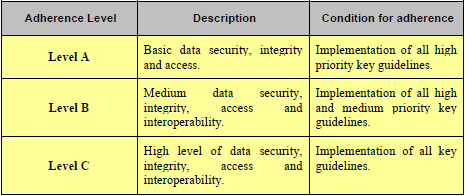 Adherence Level Description Condition for adherence
Level A
Basic data security, integrity
and access.
Implementation of all high
priority key guidelines.
Level B
Medium data security,
integrity, access and
interoperability.
Implementation of all high
and medium priority key
guidelines.
Level C
High level of data security,
integrity, access and
interoperability.
Implementation of all key
guidelines.